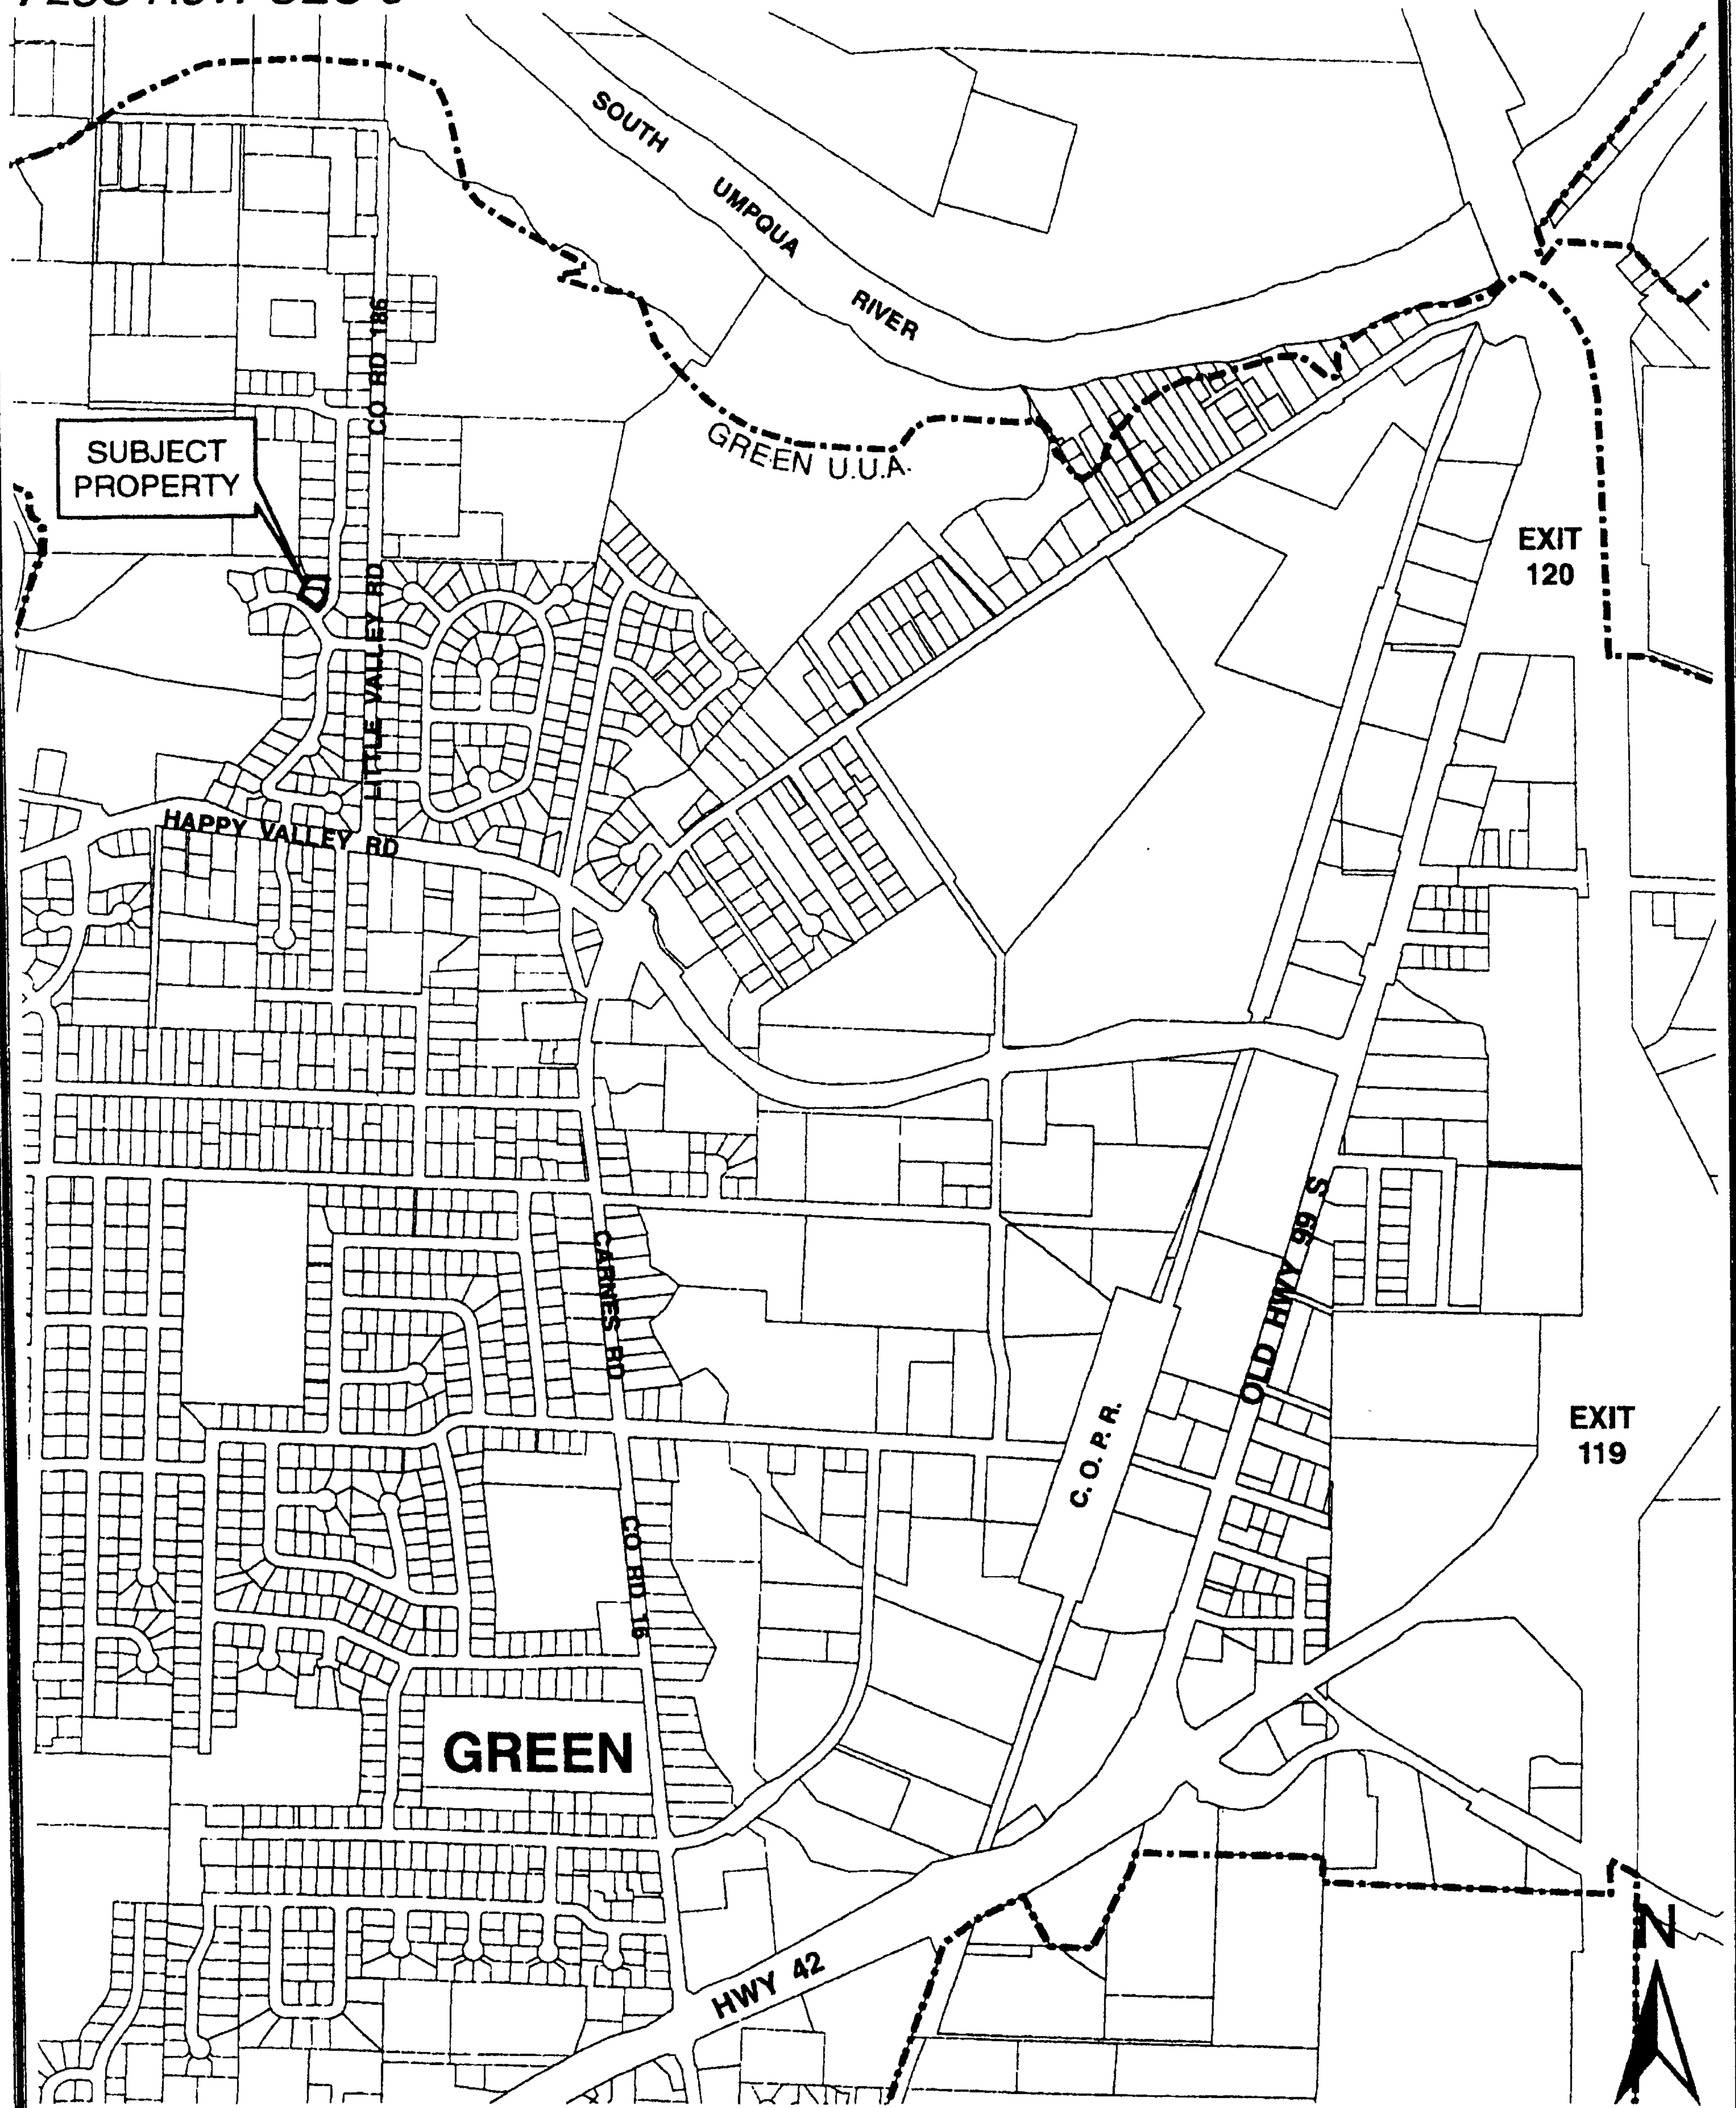 SOUTH
UMPQUA
RIVER
CO RD 186
SUBJECT
PROPERTY
GREEN U.U.A.
EXIT
120
LITTLE VALLEY RD
HAPPY VALLEY RD
CARNES RD
OLD HWY 99 S
C. O. P. R.
EXIT
119
CO RD 16
GREEN
HWY 42
N